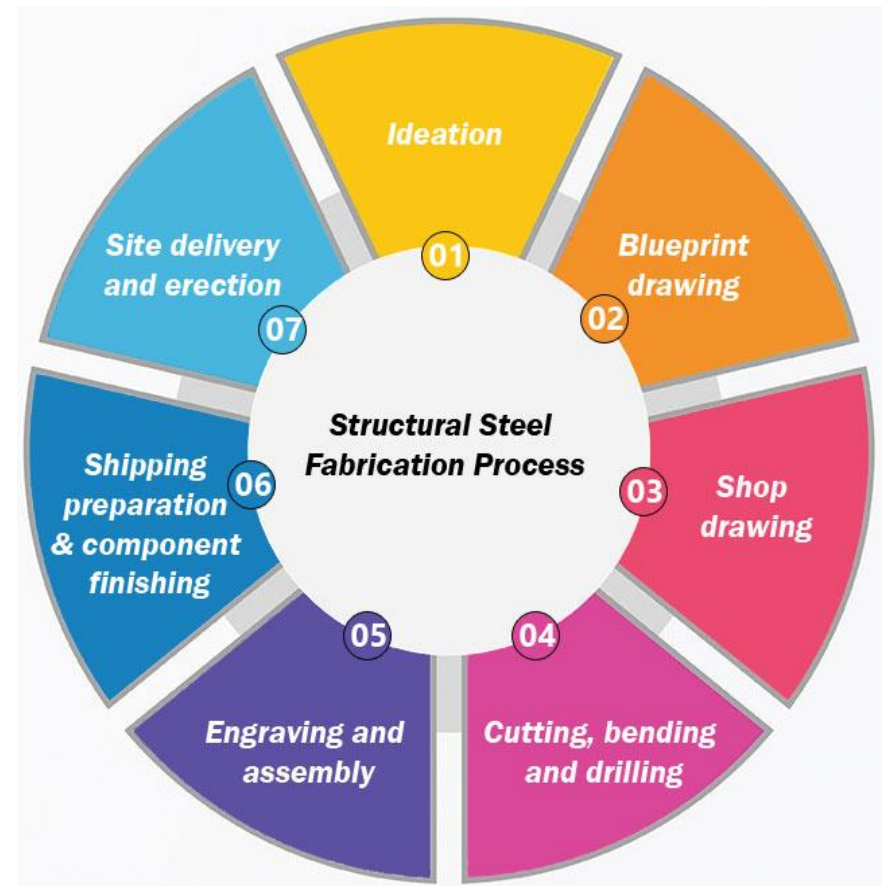 Structural Steel
Fabrication Process
01
Ideation
02
Blueprint
drawing
03
Shop
drawing
04
Cutting, bending
and drilling
05
Engraving and
assembly
06
Shipping
preparation
& component
finishing
07
Site delivery
and erection